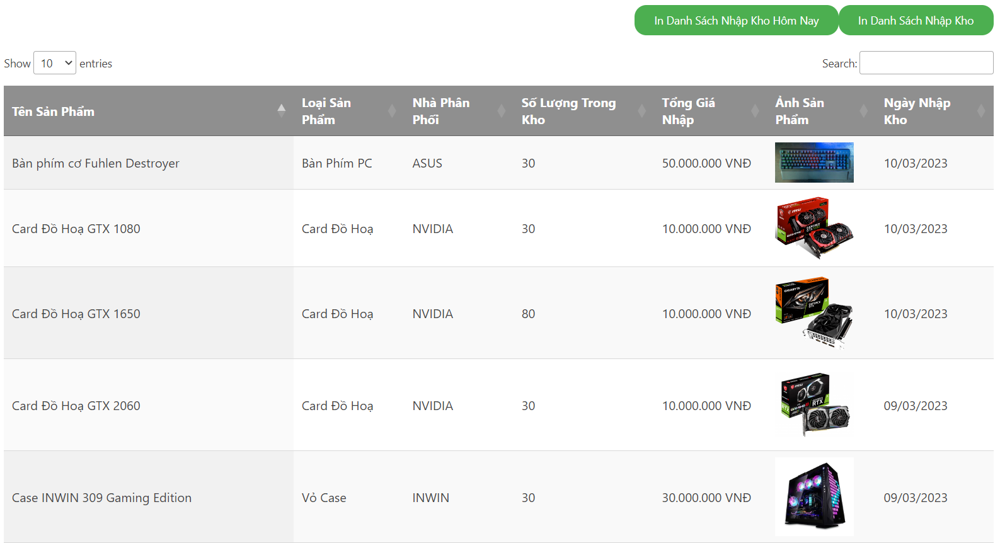 In Danh Sách Nhập Kho Hôm Nay In Danh Sách Nhập Kho
Show 10 entries Search:
Tên Sản Phẩm Loại Sản Phẩm Nhà Phân Phối Số Lượng Trong Kho Tổng Giá Nhập Ảnh Sản Phẩm Ngày Nhập Kho
Bàn phím cơ Fuhlen Destroyer Bàn Phím PC ASUS 30 50.000.000 VNĐ 10/03/2023
Card Đồ Hoạ GTX 1080 Card Đồ Hoạ NVIDIA 30 10.000.000 VNĐ msi 10/03/2023
Card Đồ Hoạ GTX 1650 Card Đồ Hoạ NVIDIA 80 10.000.000 VNĐ GIGABYTE 10/03/2023
Card Đồ Hoạ GTX 2060 Card Đồ Hoạ NVIDIA 30 10.000.000 VNĐ msi RTX 09/03/2023
Case INWIN 309 Gaming Edition Vỏ Case INWIN 30 30.000.000 VNĐ 09/03/2023